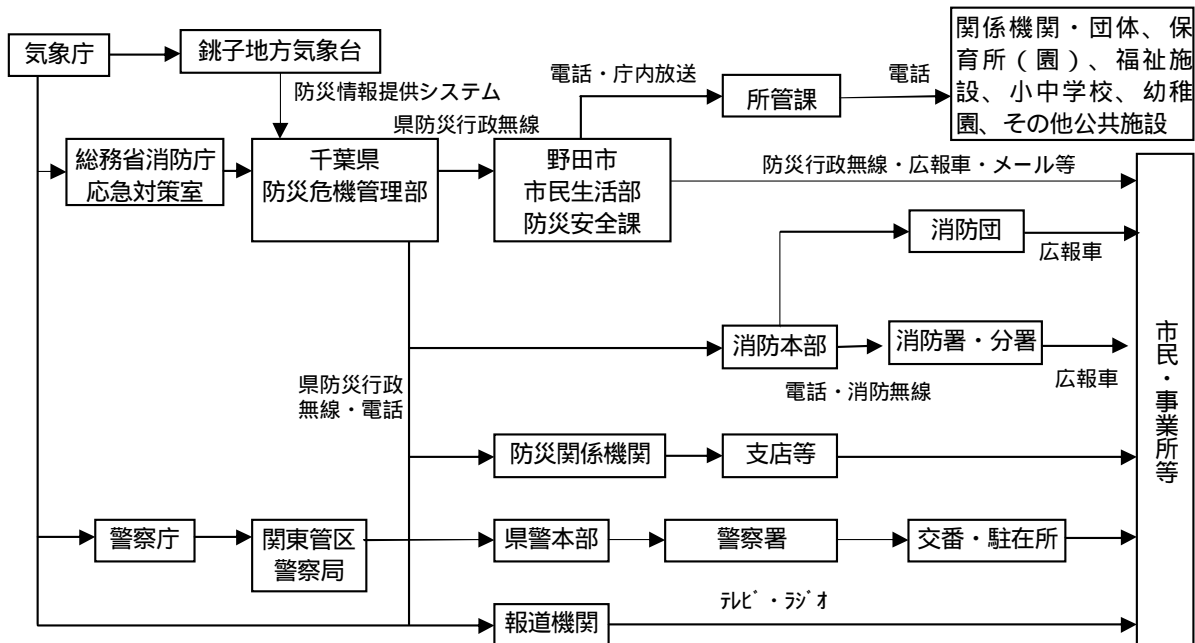 気象庁
銚子地方気象台
防災情報提供システム
電話・庁内放送
所管課
電話
関係機関・団体、保
育所（園）、福祉施
設、小中学校、幼稚
園、その他公共施設
総務省消防庁
応急対策室
千葉県
防災危機管理部
県防災行政無線
野田市
市民生活部
防災安全課
防災行政無線・広報車・メール等
消防団
広報車
消防本部
消防署・分署
広報車
電話・消防無線
県防災行政
無線・電話
防災関係機関
支店等
警察庁
関東管区
警察局
県警本部
警察署
交番・駐在所
報道機関
ﾃﾚﾋﾞ・ﾗｼﾞｵ
市民・事業所等